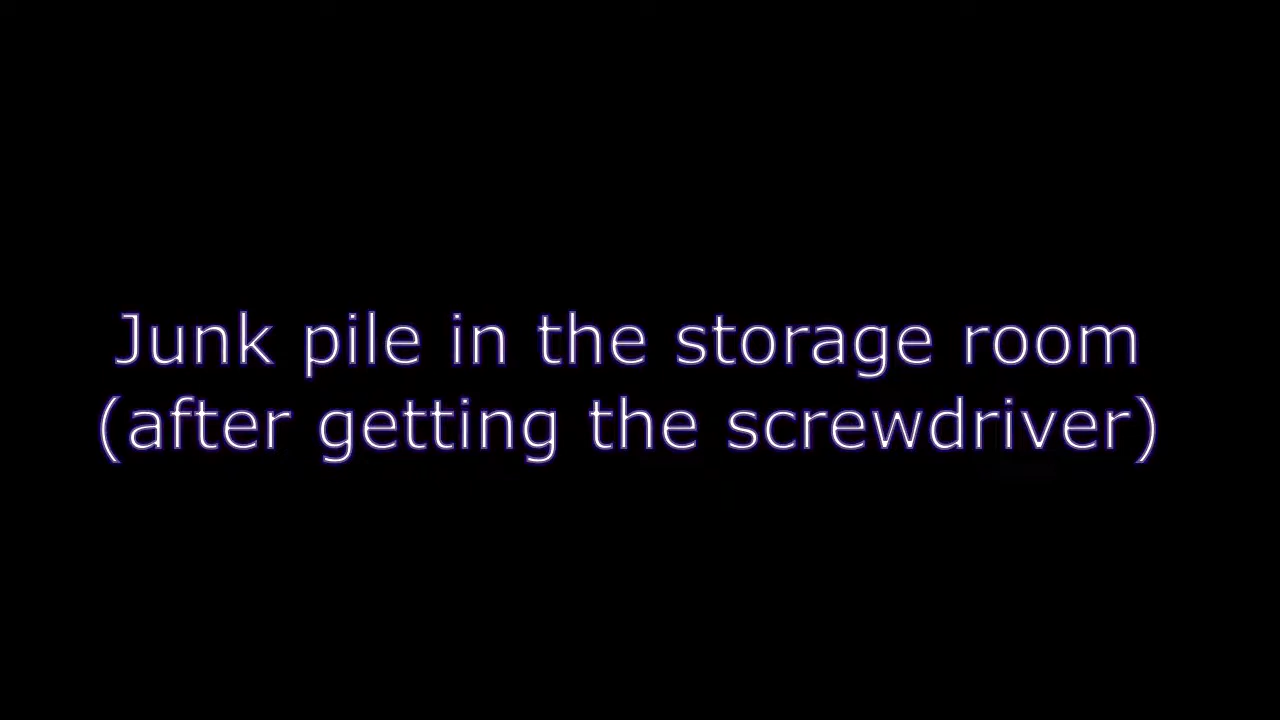 Junk pile in the storage room
(after getting the screwdriver)